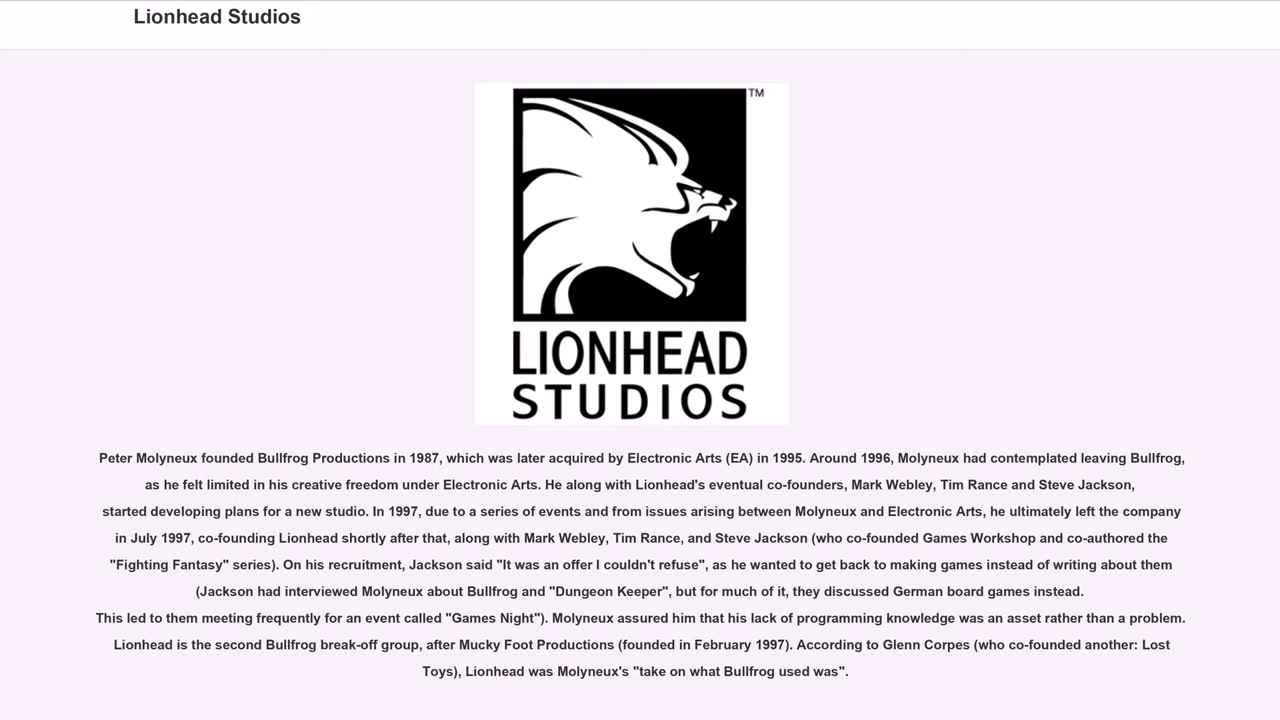 Lionhead Studios
TM
LIONHEAD
STUDIOS
Peter Molyneux founded Bullfrog Productions in 1987, which was later acquired by Electronic Arts (EA) in 1995. Around 1996, Molyneux had contemplated leaving Bullfrog,
as he felt limited in his creative freedom under Electronic Arts. He along with Lionhead's eventual co-founders, Mark Webley, Tim Rance and Steve Jackson,
started developing plans for a new studio. In 1997, due to a series of events and from issues arising between Molyneux and Electronic Arts, he ultimately left the company
in July 1997, co-founding Lionhead shortly after that, along with Mark Webley, Tim Rance, and Steve Jackson (who co-founded Games Workshop and co-authored the
"Fighting Fantasy" series). On his recruitment, Jackson said "It was an offer I couldn't refuse", as he wanted to get back to making games instead of writing about them
(Jackson had interviewed Molyneux about Bullfrog and "Dungeon Keeper", but for much of it, they discussed German board games instead.
This led to them meeting frequently for an event called "Games Night"). Molyneux assured him that his lack of programming knowledge was an asset rather than a problem.
Lionhead is the second Bullfrog break-off group, after Mucky Foot Productions (founded in February 1997). According to Glenn Corpes (who co-founded another: Lost
Toys), Lionhead was Molyneux's "take on what Bullfrog used was".